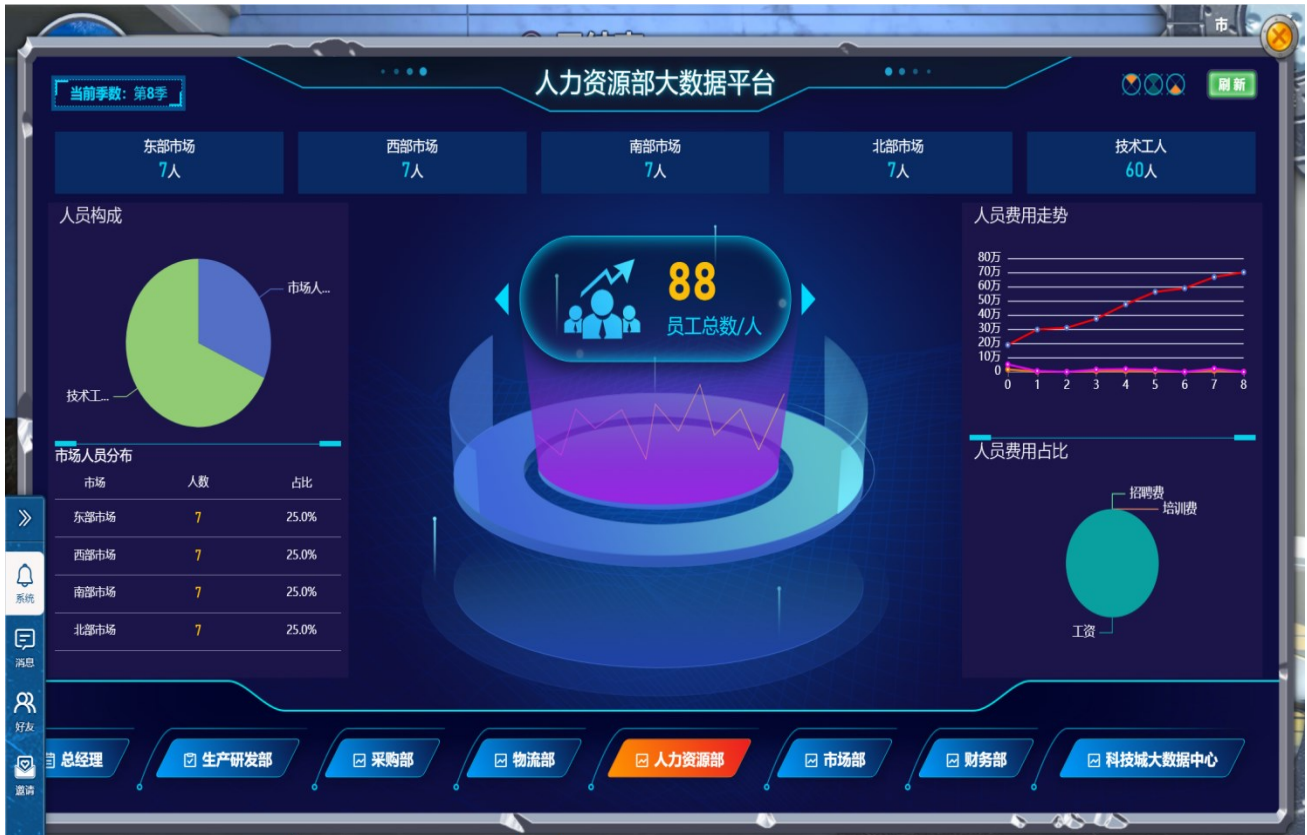 市
当前季数：第8季
人力资源部大数据平台
刷新
东部市场
7人
西部市场
7人
南部市场
7人
北部市场
7人
技术工人
60人
人员构成
市场人...
技术工...
市场人员分布
市场 人数 占比
东部市场 7 25.0%
西部市场 7 25.0%
南部市场 7 25.0%
北部市场 7 25.0%
88
员工总数/人
人员费用走势
80万
70万
60万
50万
40万
30万
20万
10万
0
0 1 2 3 4 5 6 7 8
人员费用占比
招聘费
培训费
工资
系统
消息
好友
邀请
总经理
生产研发部
采购部
物流部
人力资源部
市场部
财务部
科技城大数据中心